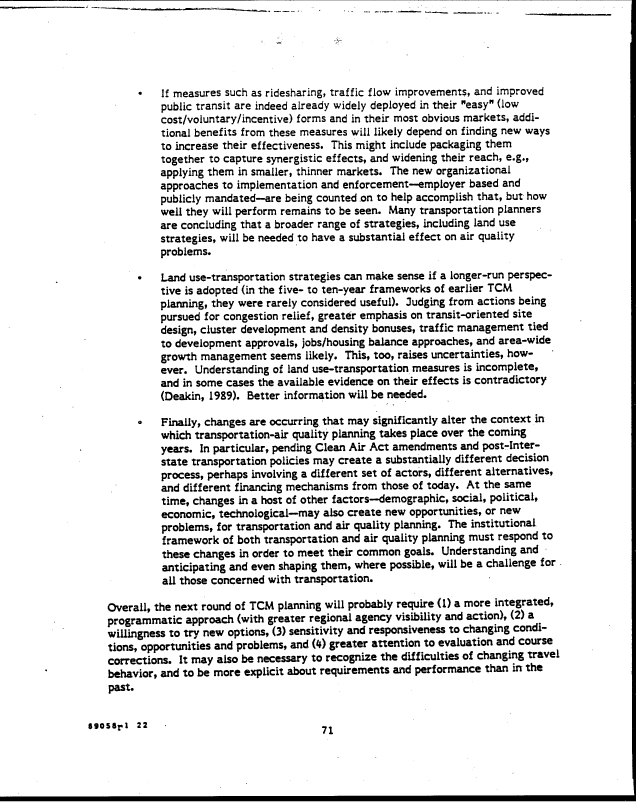 • If measures such as ridesharing, traffic flow improvements, and improved
public transit are indeed already widely deployed in their "easy" (low
cost/voluntary/incentive) forms and in their most obvious markets, addi-
tional benefits from these measures will likely depend on finding new ways
to increase their effectiveness. This might include packaging them
together to capture synergistic effects, and widening their reach, e.g.,
applying them in smaller, thinner markets. The new organizational
approaches to implementation and enforcement—employer based and
publicly mandated—are being counted on to help accomplish that, but how
well they will perform remains to be seen. Many transportation planners
are concluding that a broader range of strategies, including land use
strategies, will be needed to have a substantial effect on air quality
problems.
• Land use-transportation strategies can make sense if a longer-run perspec-
tive is adopted (in the five- to ten-year frameworks of earlier TCM
planning, they were rarely considered useful). Judging from actions being
pursued for congestion relief, greater emphasis on transit-oriented site
design, cluster development and density bonuses, traffic management tied
to development approvals, jobs/housing balance approaches, and area-wide
growth management seems likely. This, too, raises uncertainties, how-
ever. Understanding of land use-transportation measures is incomplete,
and in some cases the available evidence on their effects is contradictory
(Deakin, 1989). Better information will be needed.
• Finally, changes are occurring that may significantly alter the context in
which transportation-air quality planning takes place over the coming
years. In particular, pending Clean Air Act amendments and post-Inter-
state transportation policies may create a substantially different decision
process, perhaps involving a different set of actors, different alternatives,
and different financing mechanisms from those of today. At the same
time, changes in a host of other factors—demographic, social, political,
economic, technological—may also create new opportunities, or new
problems, for transportation and air quality planning. The institutional
framework of both transportation and air quality planning must respond to
these changes in order to meet their common goals. Understanding and
anticipating and even shaping them, where possible, will be a challenge for
all those concerned with transportation.
Overall, the next round of TCM planning will probably require (1) a more integrated,
programmatic approach (with greater regional agency visibility and action), (2) a
willingness to try new options, (3) sensitivity and responsiveness to changing condi-
tions, opportunities and problems, and (4) greater attention to evaluation and course
corrections. It may also be necessary to recognize the difficulties of changing travel
behavior, and to be more explicit about requirements and performance than in the
past.
89058r1 22
71